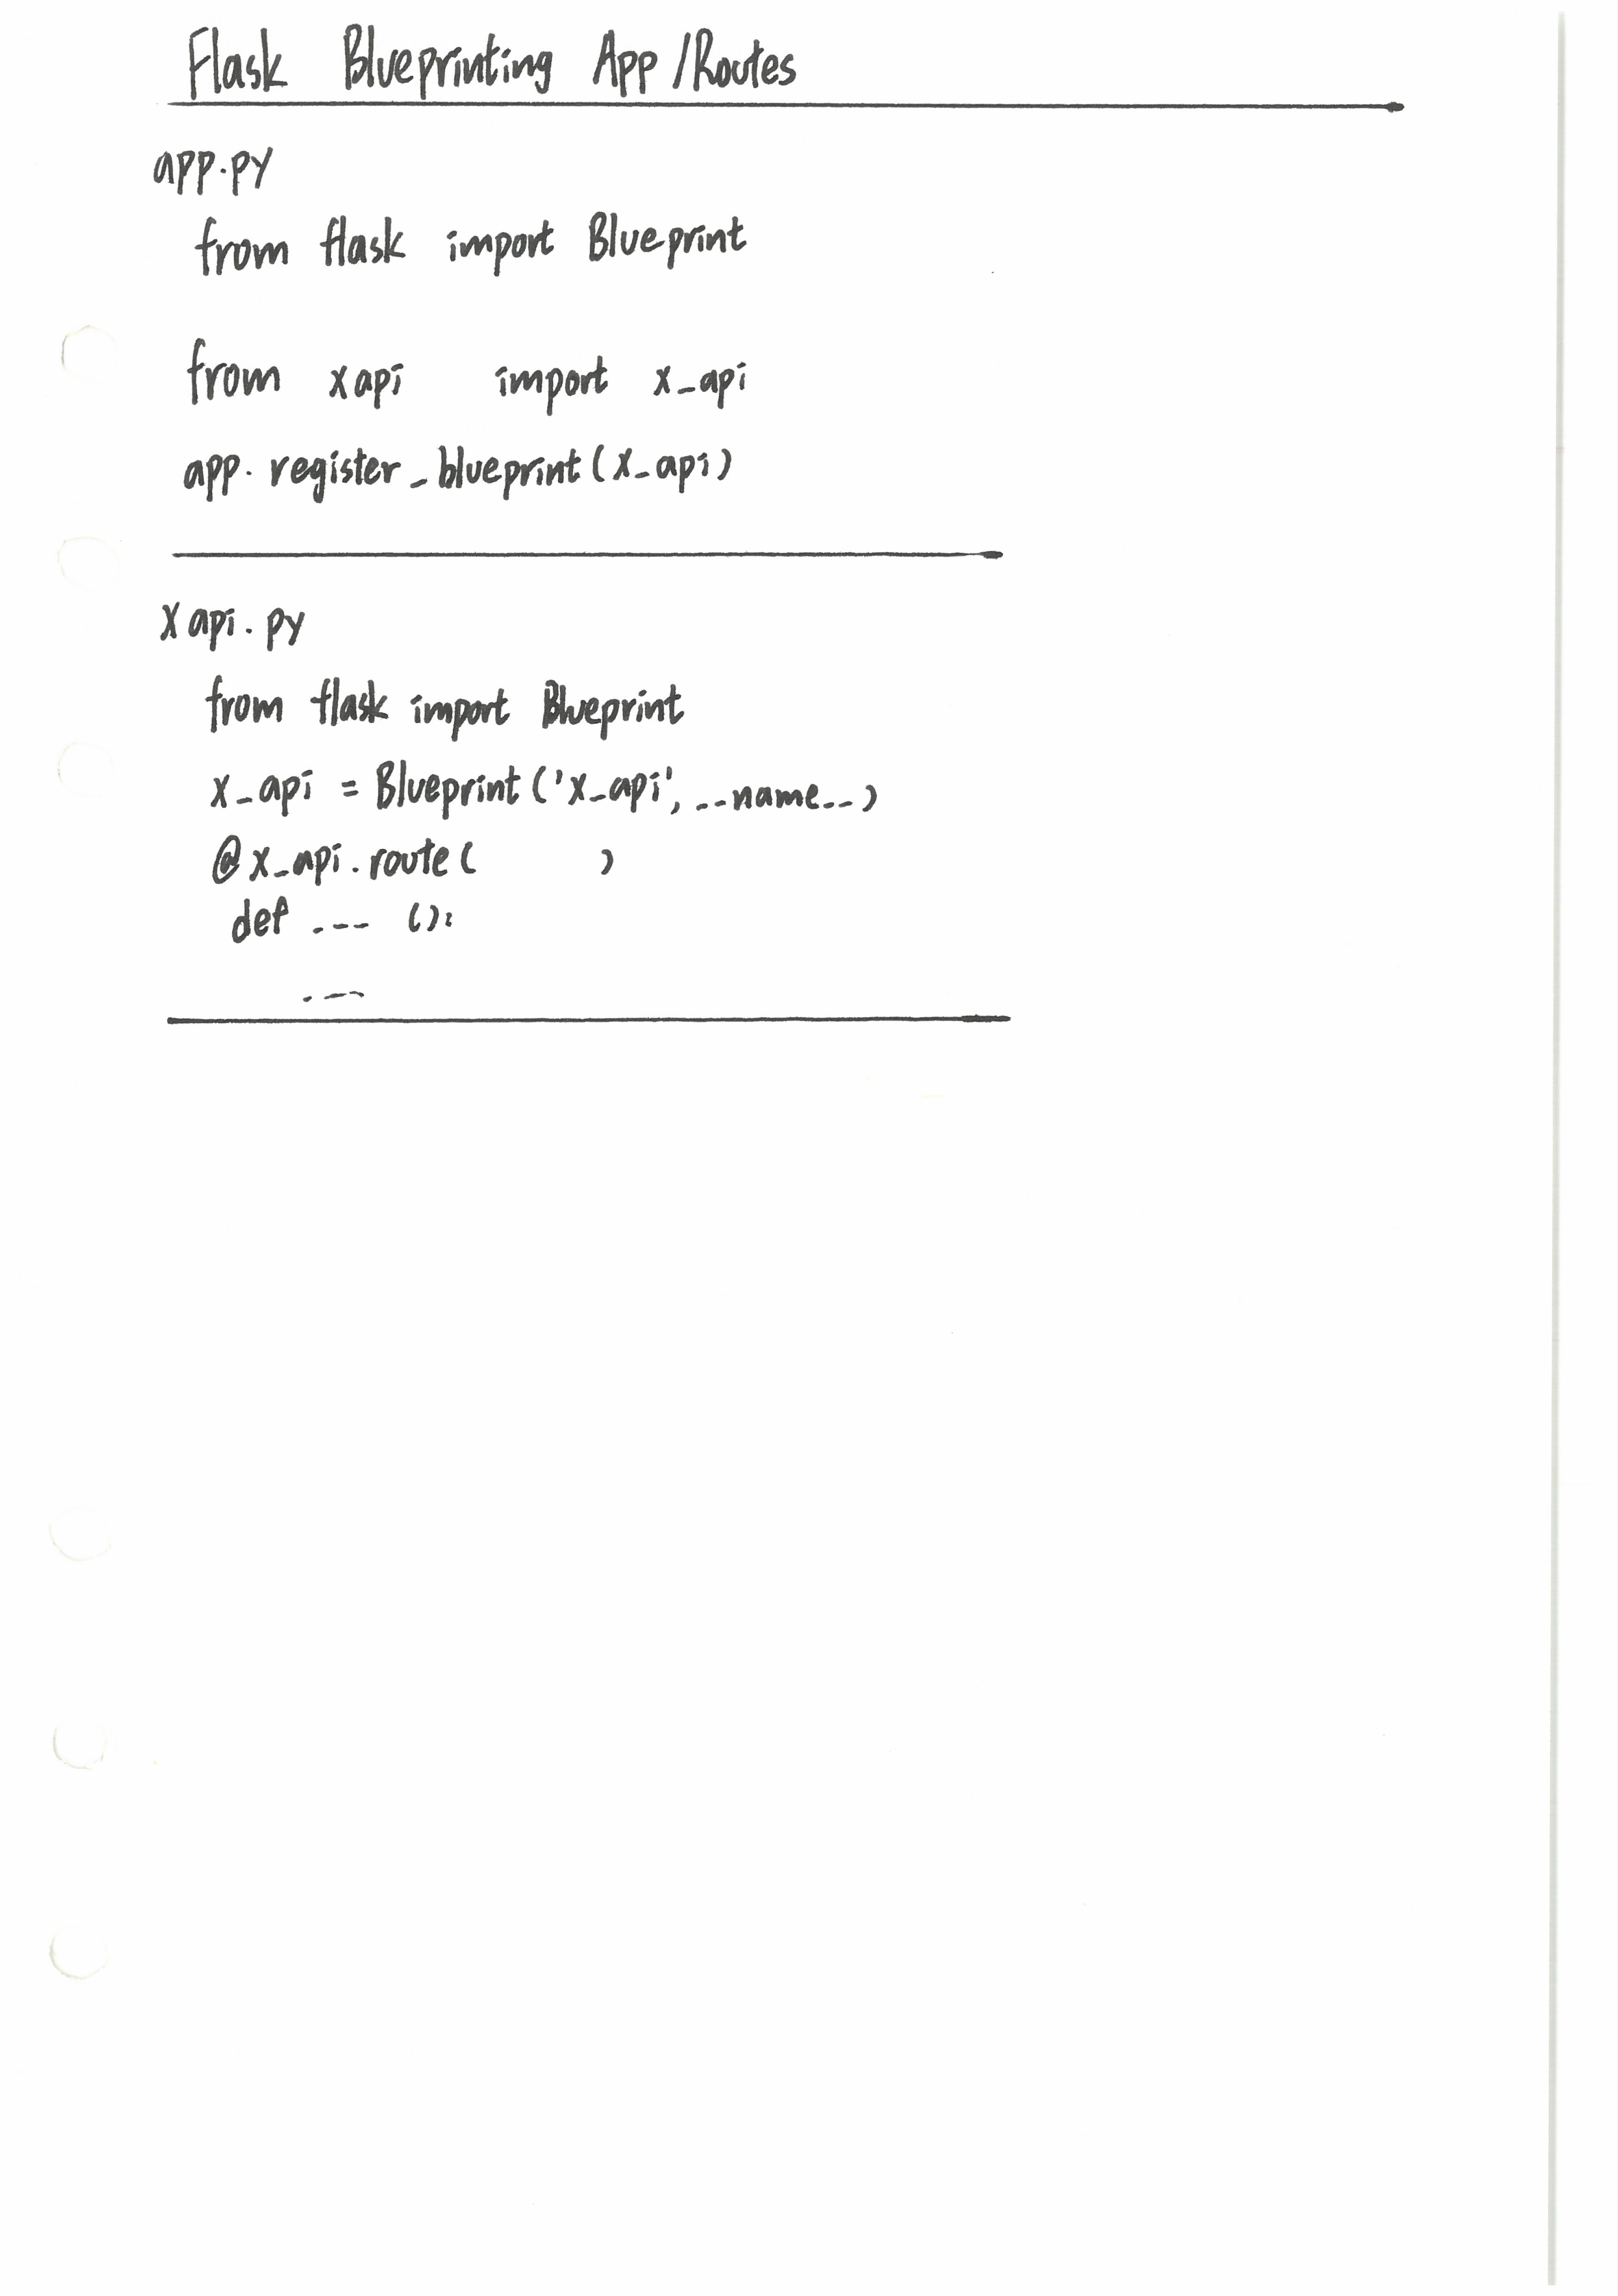 Flask Blueprinting App/Routes
app.py
from flask import Blueprint
from xapi import x_api
app.register_blueprint(x_api)
xapi.py
from flask import Blueprint
x_api = Blueprint('x_api', __name__)
@x_api.route( )
def ---- ():
----